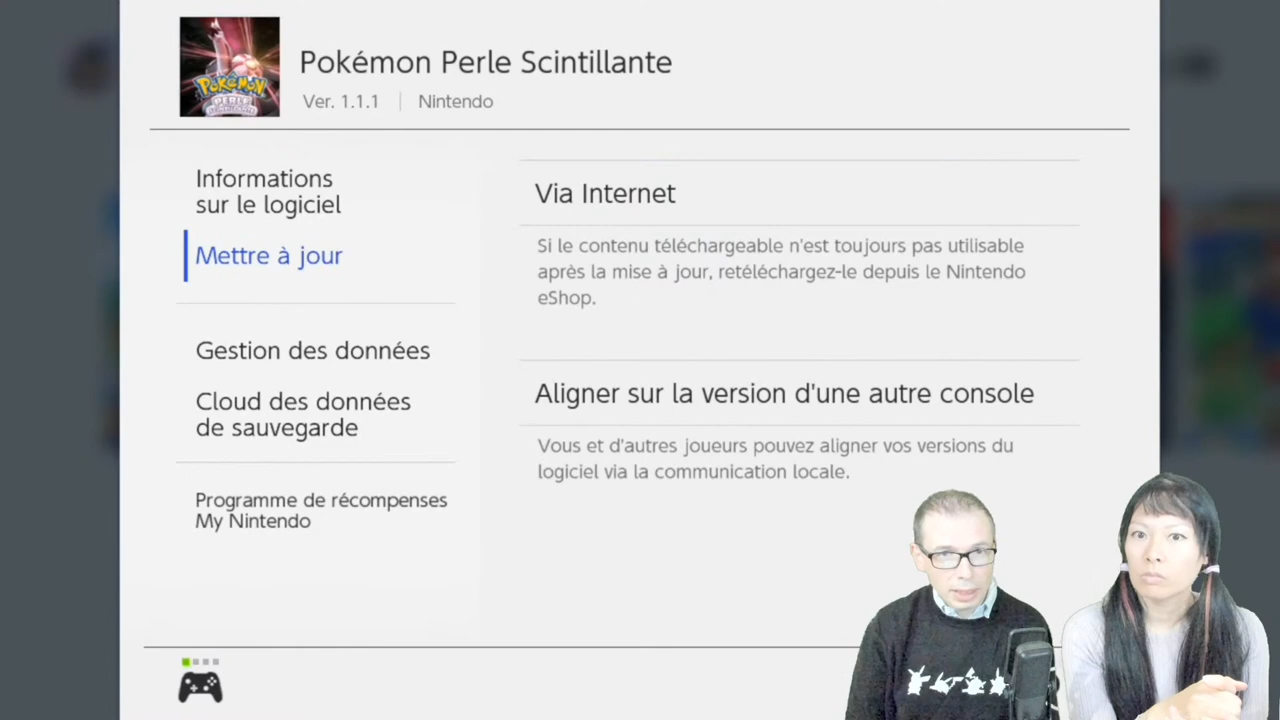 POKÉMON
PERLE
SCINTILLANTE
Pokémon Perle Scintillante
Ver. 1.1.1 | Nintendo
Informations
sur le logiciel
Mettre à jour
Gestion des données
Cloud des données
de sauvegarde
Programme de récompenses
My Nintendo
Via Internet
Si le contenu téléchargeable n'est toujours pas utilisable
après la mise à jour, retéléchargez-le depuis le Nintendo
eShop.
Aligner sur la version d'une autre console
Vous et d'autres joueurs pouvez aligner vos versions du
logiciel via la communication locale.